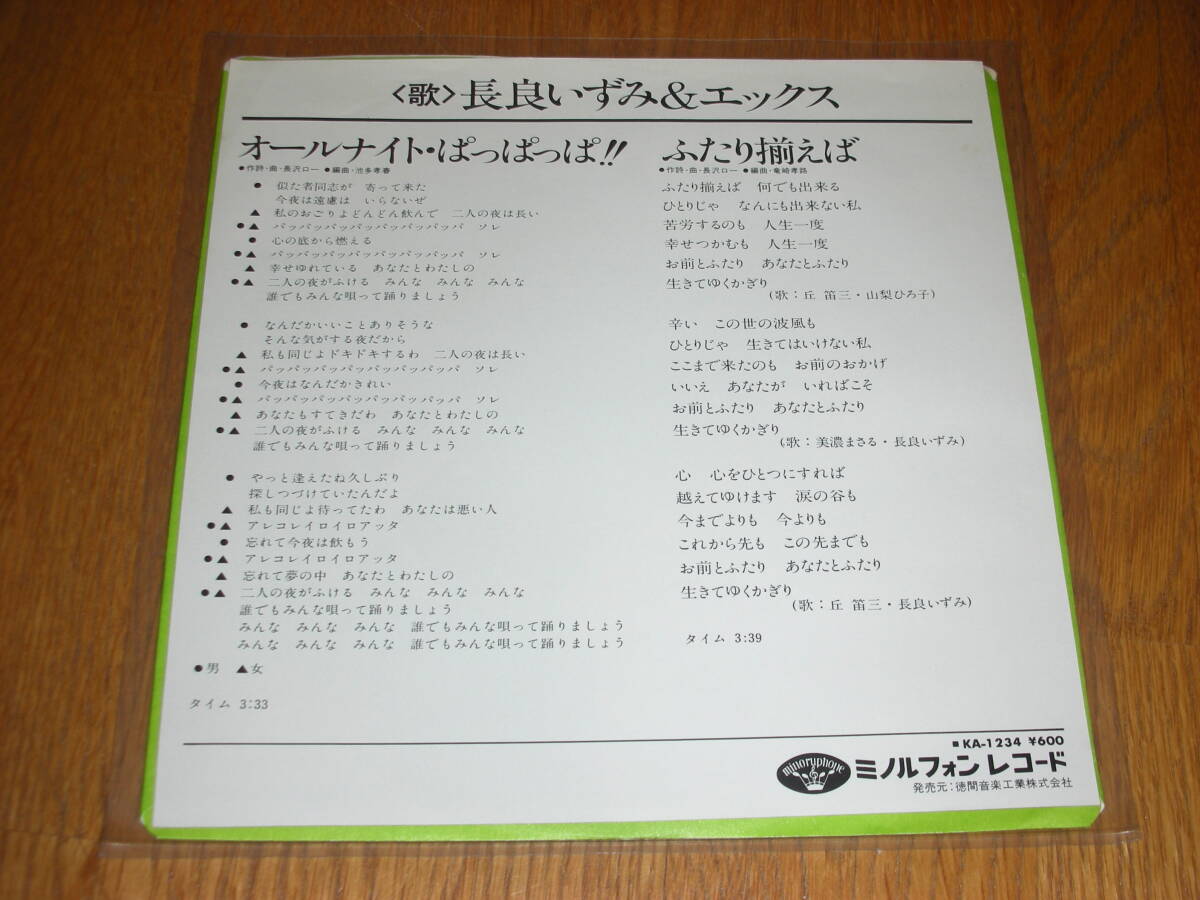 〈歌〉長良いずみ&エックス
オールナイト・ぱっぱっぱ!!
●作詩・曲・長沢ロー ●編曲・池多孝春
● 似た者同志が 寄って来た
今夜は遠慮は いらないぜ
▲ 私のおごりよどんどん飲んで 二人の夜は長い
●▲ パッパッパッパッパッパッパッパ ソレ
● 心の底から燃える
●▲ パッパッパッパッパッパッパッパ ソレ
▲ 幸せゆれている あなたとわたしの
●▲ 二人の夜がふける みんな みんな みんな
誰でもみんな唄って踊りましょう
● なんだかいいことありそうな
そんな気がする夜だから
▲ 私も同じよドキドキするわ 二人の夜は長い
●▲ パッパッパッパッパッパッパッパ ソレ
● 今夜はなんだかきれい
●▲ パッパッパッパッパッパッパッパ ソレ
▲ あなたもすてきだわ あなたとわたしの
●▲ 二人の夜がふける みんな みんな みんな
誰でもみんな唄って踊りましょう
● やっと逢えたね久しぶり
探しつづけていたんだよ
▲ 私も同じよ待ってたわ あなたは悪い人
●▲ アレコレイロイロアッタ
● 忘れて今夜は飲もう
●▲ アレコレイロイロアッタ
▲ 忘れて夢の中 あなたとわたしの
●▲ 二人の夜がふける みんな みんな みんな
誰でもみんな唄って踊りましょう
みんな みんな みんな 誰でもみんな唄って踊りましょう
みんな みんな みんな 誰でもみんな唄って踊りましょう
●男 ▲女
タイム 3:33
ふたり揃えば
●作詩・曲・長沢ロー ●編曲・竜崎孝路
ふたり揃えば 何でも出来る
ひとりじゃ なんにも出来ない私
苦労するのも 人生一度
幸せつかむも 人生一度
お前とふたり あなたとふたり
生きてゆくかぎり
(歌:丘 笛三・山梨ひろ子)
辛い この世の波風も
ひとりじゃ 生きてはいけない私
ここまで来たのも お前のおかげ
いいえ あなたが いればこそ
お前とふたり あなたとふたり
生きてゆくかぎり
(歌:美濃まさる・長良いずみ)
心 心をひとつにすれば
越えてゆけます 涙の谷も
今までよりも 今よりも
これから先も この先までも
お前とふたり あなたとふたり
生きてゆくかぎり
(歌:丘 笛三・長良いずみ)
タイム 3:39
■KA-1234 ¥600
minoryphone ミノルフォンレコード
発売元:徳間音楽工業株式会社